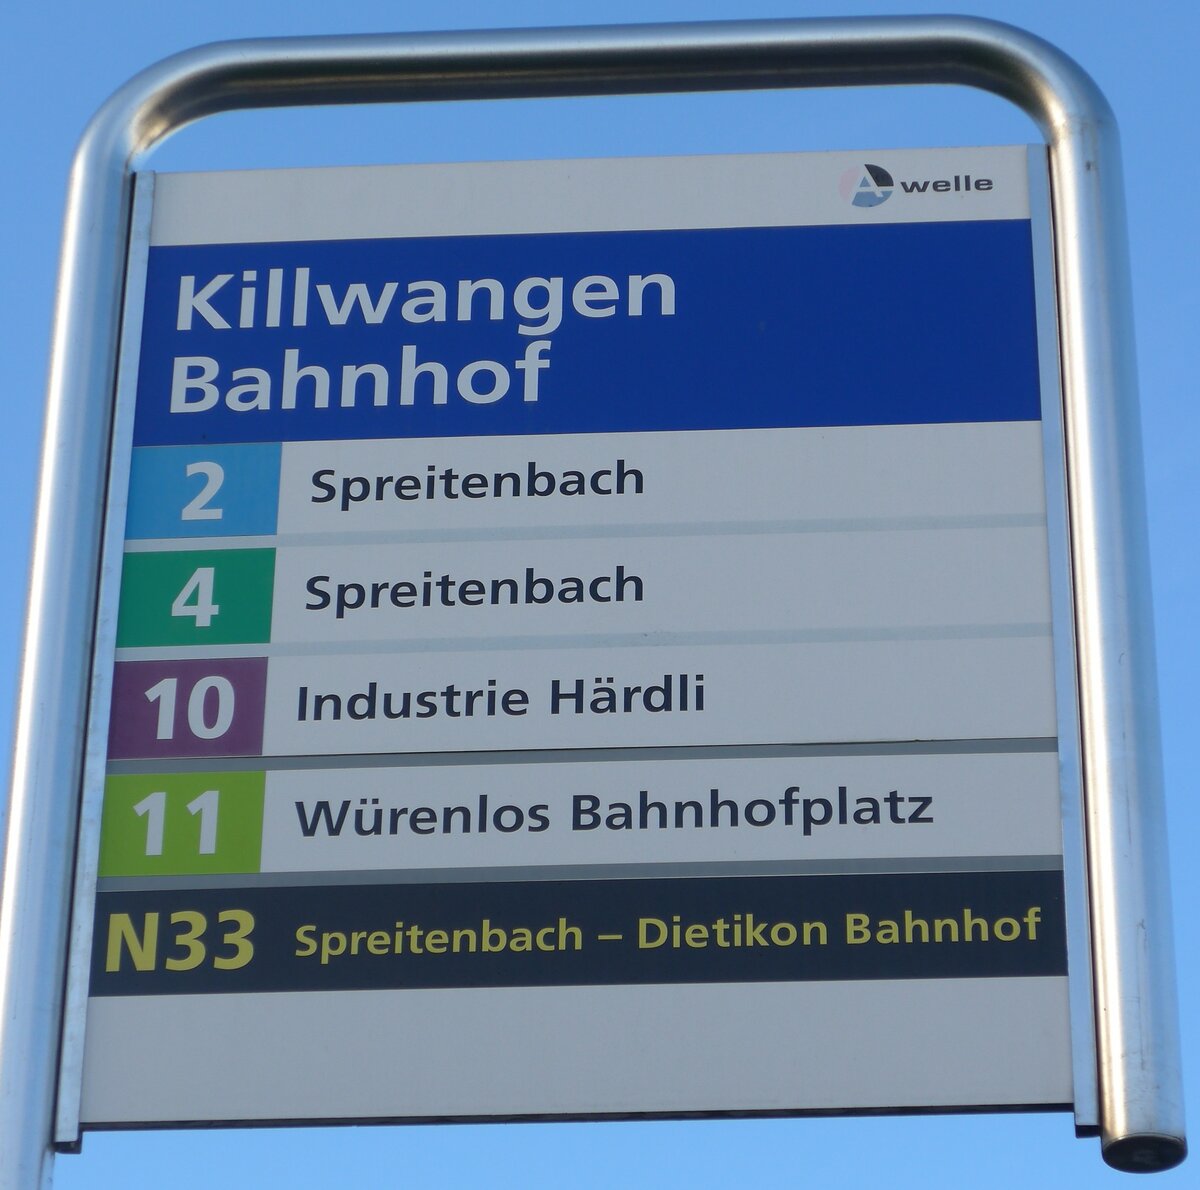 A welle
Killwangen
Bahnhof
2 Spreitenbach
4 Spreitenbach
10 Industrie Härdli
11 Würenlos Bahnhofplatz
N33 Spreitenbach – Dietikon Bahnhof